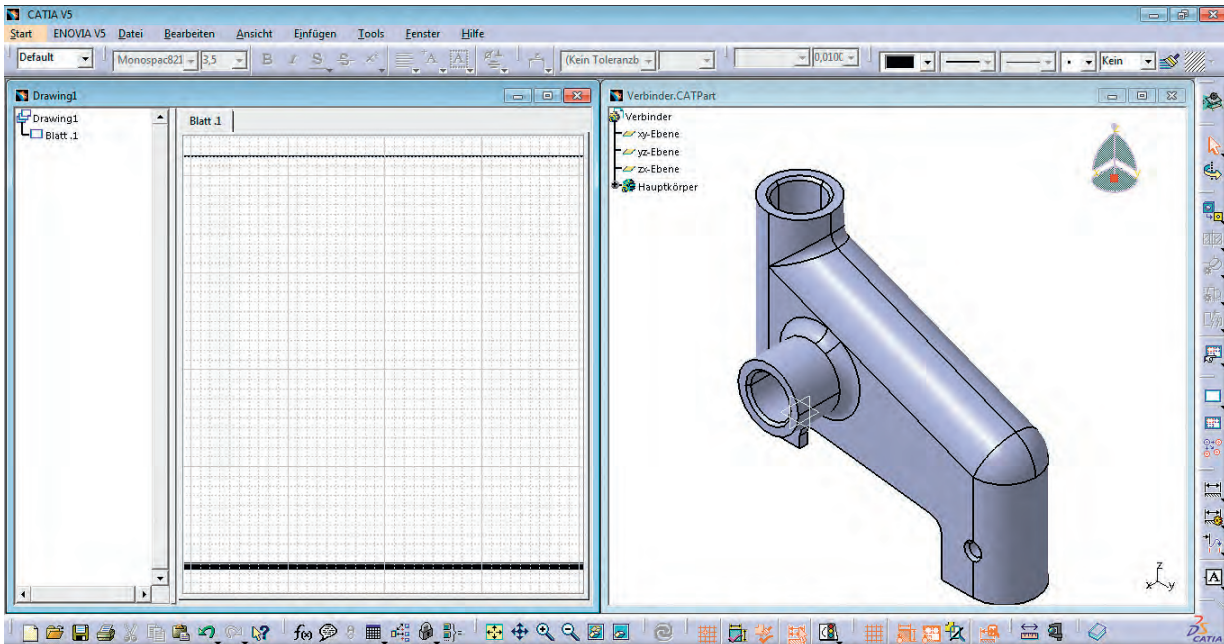 CATIA V5
Start ENOVIA V5 Datei Bearbeiten Ansicht Einfügen Tools Fenster Hilfe
Default Monospac821 3,5 B I S S x² A A (Kein Toleranzb 0,010( Kein
Drawing1
Drawing1
Blatt .1
Blatt .1
Verbinder.CATPart
Verbinder
xy-Ebene
yz-Ebene
zx-Ebene
Hauptkörper
z
x y
A
f(x)
CATIA